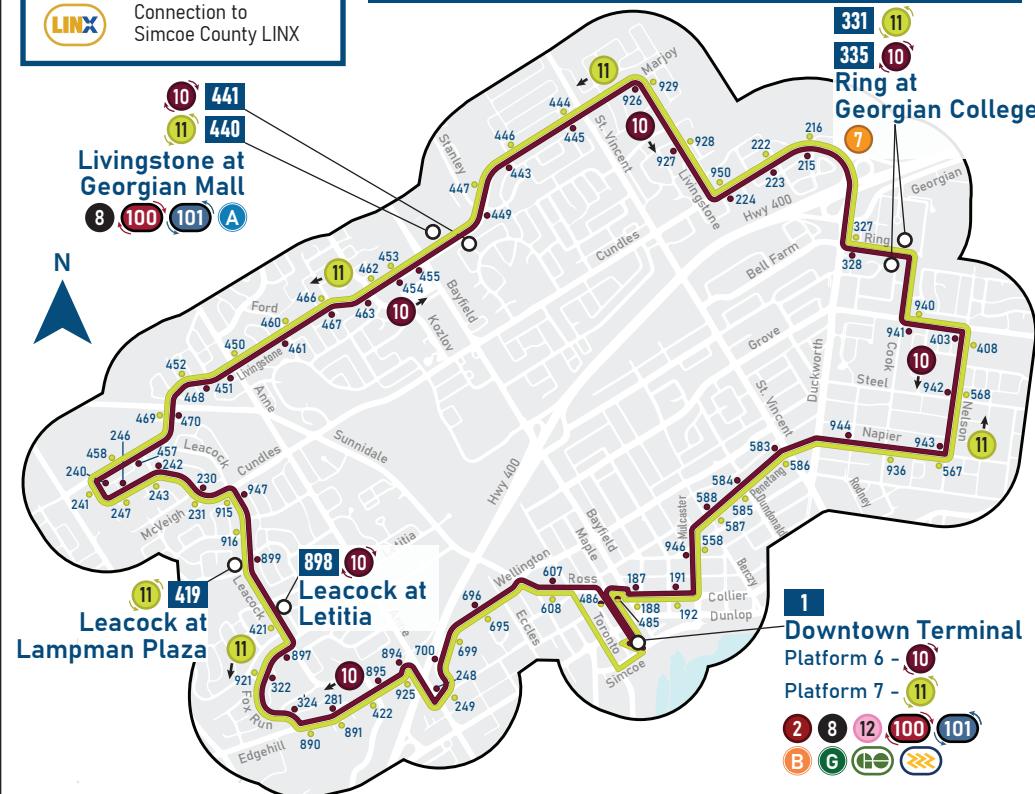 LINX
Connection to
Simcoe County LINX
10 441
11 440
Livingstone at
Georgian Mall
8 100 101 A
331 11
335 10
Ring at
Georgian College
7
N
11
10
Marjoy
929
926
444
445
446
443
447
449
Stanley
St. Vincent
928
927
Livingstone
950
224
222
223
216
215
Hwy 400
Georgian
327
Ring
328
Bell Farm
Cundles
940
941
403
408
10
Cook
Steel
942
568
Nelson
11
Duckworth
Grove
St. Vincent
944
Napier
943
936
567
Rodney
11
453
462
466
455
454
463
467
10
Bayfield
Kozlov
Ford
460
461
450
Livingstone
451
452
468
Anne
469
470
Leacock
Cundles
Sunnidale
Hwy 400
246
458
457
240
242
241
247
243
230
231
McVeigh
915
947
916
899
11 419
Leacock at
Lampman Plaza
898 10
Leacock at
Letitia
Leacock
421
11
921
897
322
Fox Run
324
281
10
895
894
890
891
422
925
Edgehill
700
699
248
249
696
695
Wellington
Eccles
607
608
Ross
Bayfield
Maple
486
Toronto
Simcoe
187
485
188
191
192
Collier
Dunlop
Mulcaster
946
558
588
587
584
585
583
586
Penetang
Dundonald
Berczy
1
Downtown Terminal
Platform 6 - 10
Platform 7 - 11
2 8 12 100 101
B G GO